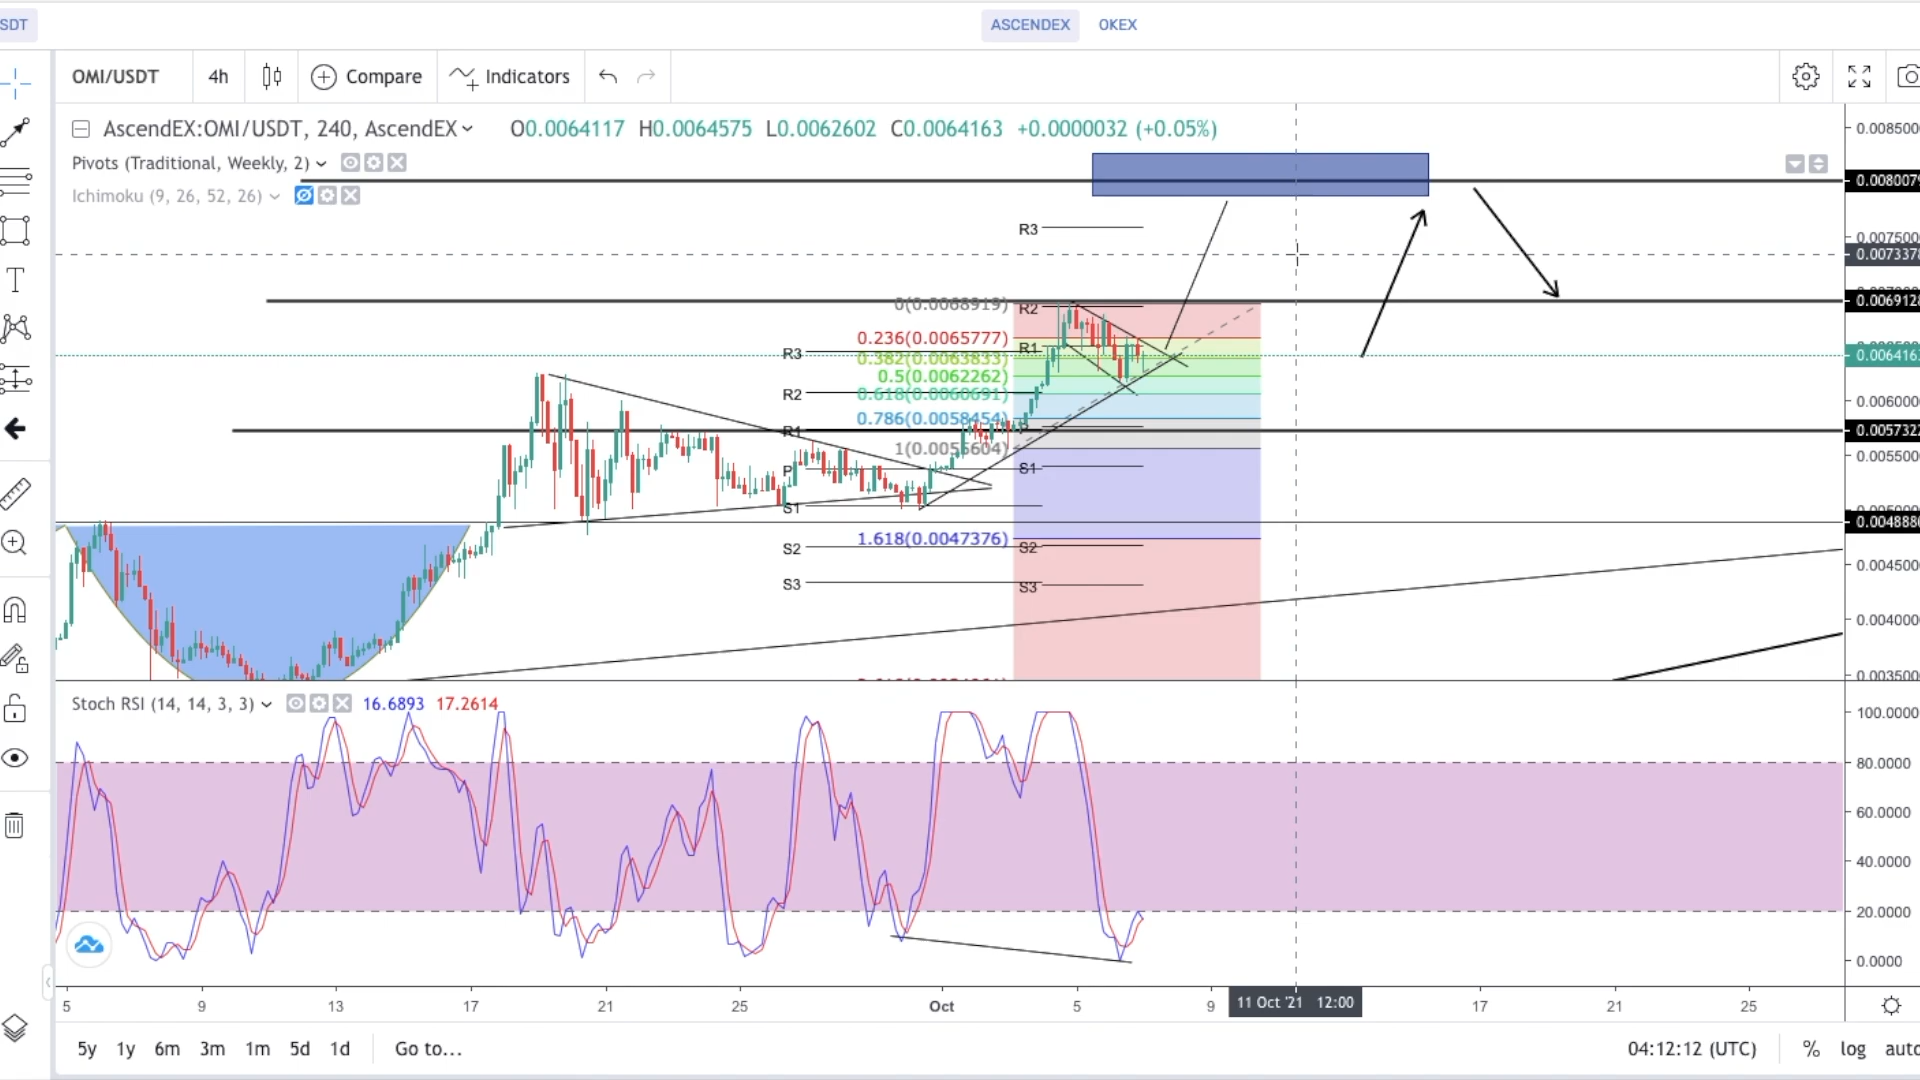 SDT
ASCENDEX OKEX
OMI/USDT 4h Compare Indicators
AscendEX:OMI/USDT, 240, AscendEX O0.0064117 H0.0064575 L0.0062602 C0.0064163 +0.0000032 (+0.05%)
Pivots (Traditional, Weekly, 2)
Ichimoku (9, 26, 52, 26)
0.008500
0.0080079
R3
0.007500
0.007337
0(0.0068919)
R2
0.0069128
0.236(0.0065777)
R1
R3
0.382(0.0063833)
0.0064163
0.5(0.0062262)
R2
0.618(0.0060691)
0.006000
0.786(0.0058454)
P
R1
0.005732
1(0.0055604)
0.005500
P
S1
S1
0.004888
1.618(0.0047376)
S2
S2
0.004500
S3
S3
0.004000
0.003500
Stoch RSI (14, 14, 3, 3) 16.6893 17.2614
100.0000
80.0000
60.0000
40.0000
20.0000
0.0000
5 9 13 17 21 25 Oct 5 9 11 Oct '21 12:00 17 21 25
5y 1y 6m 3m 1m 5d 1d Go to... 04:12:12 (UTC) % log auto